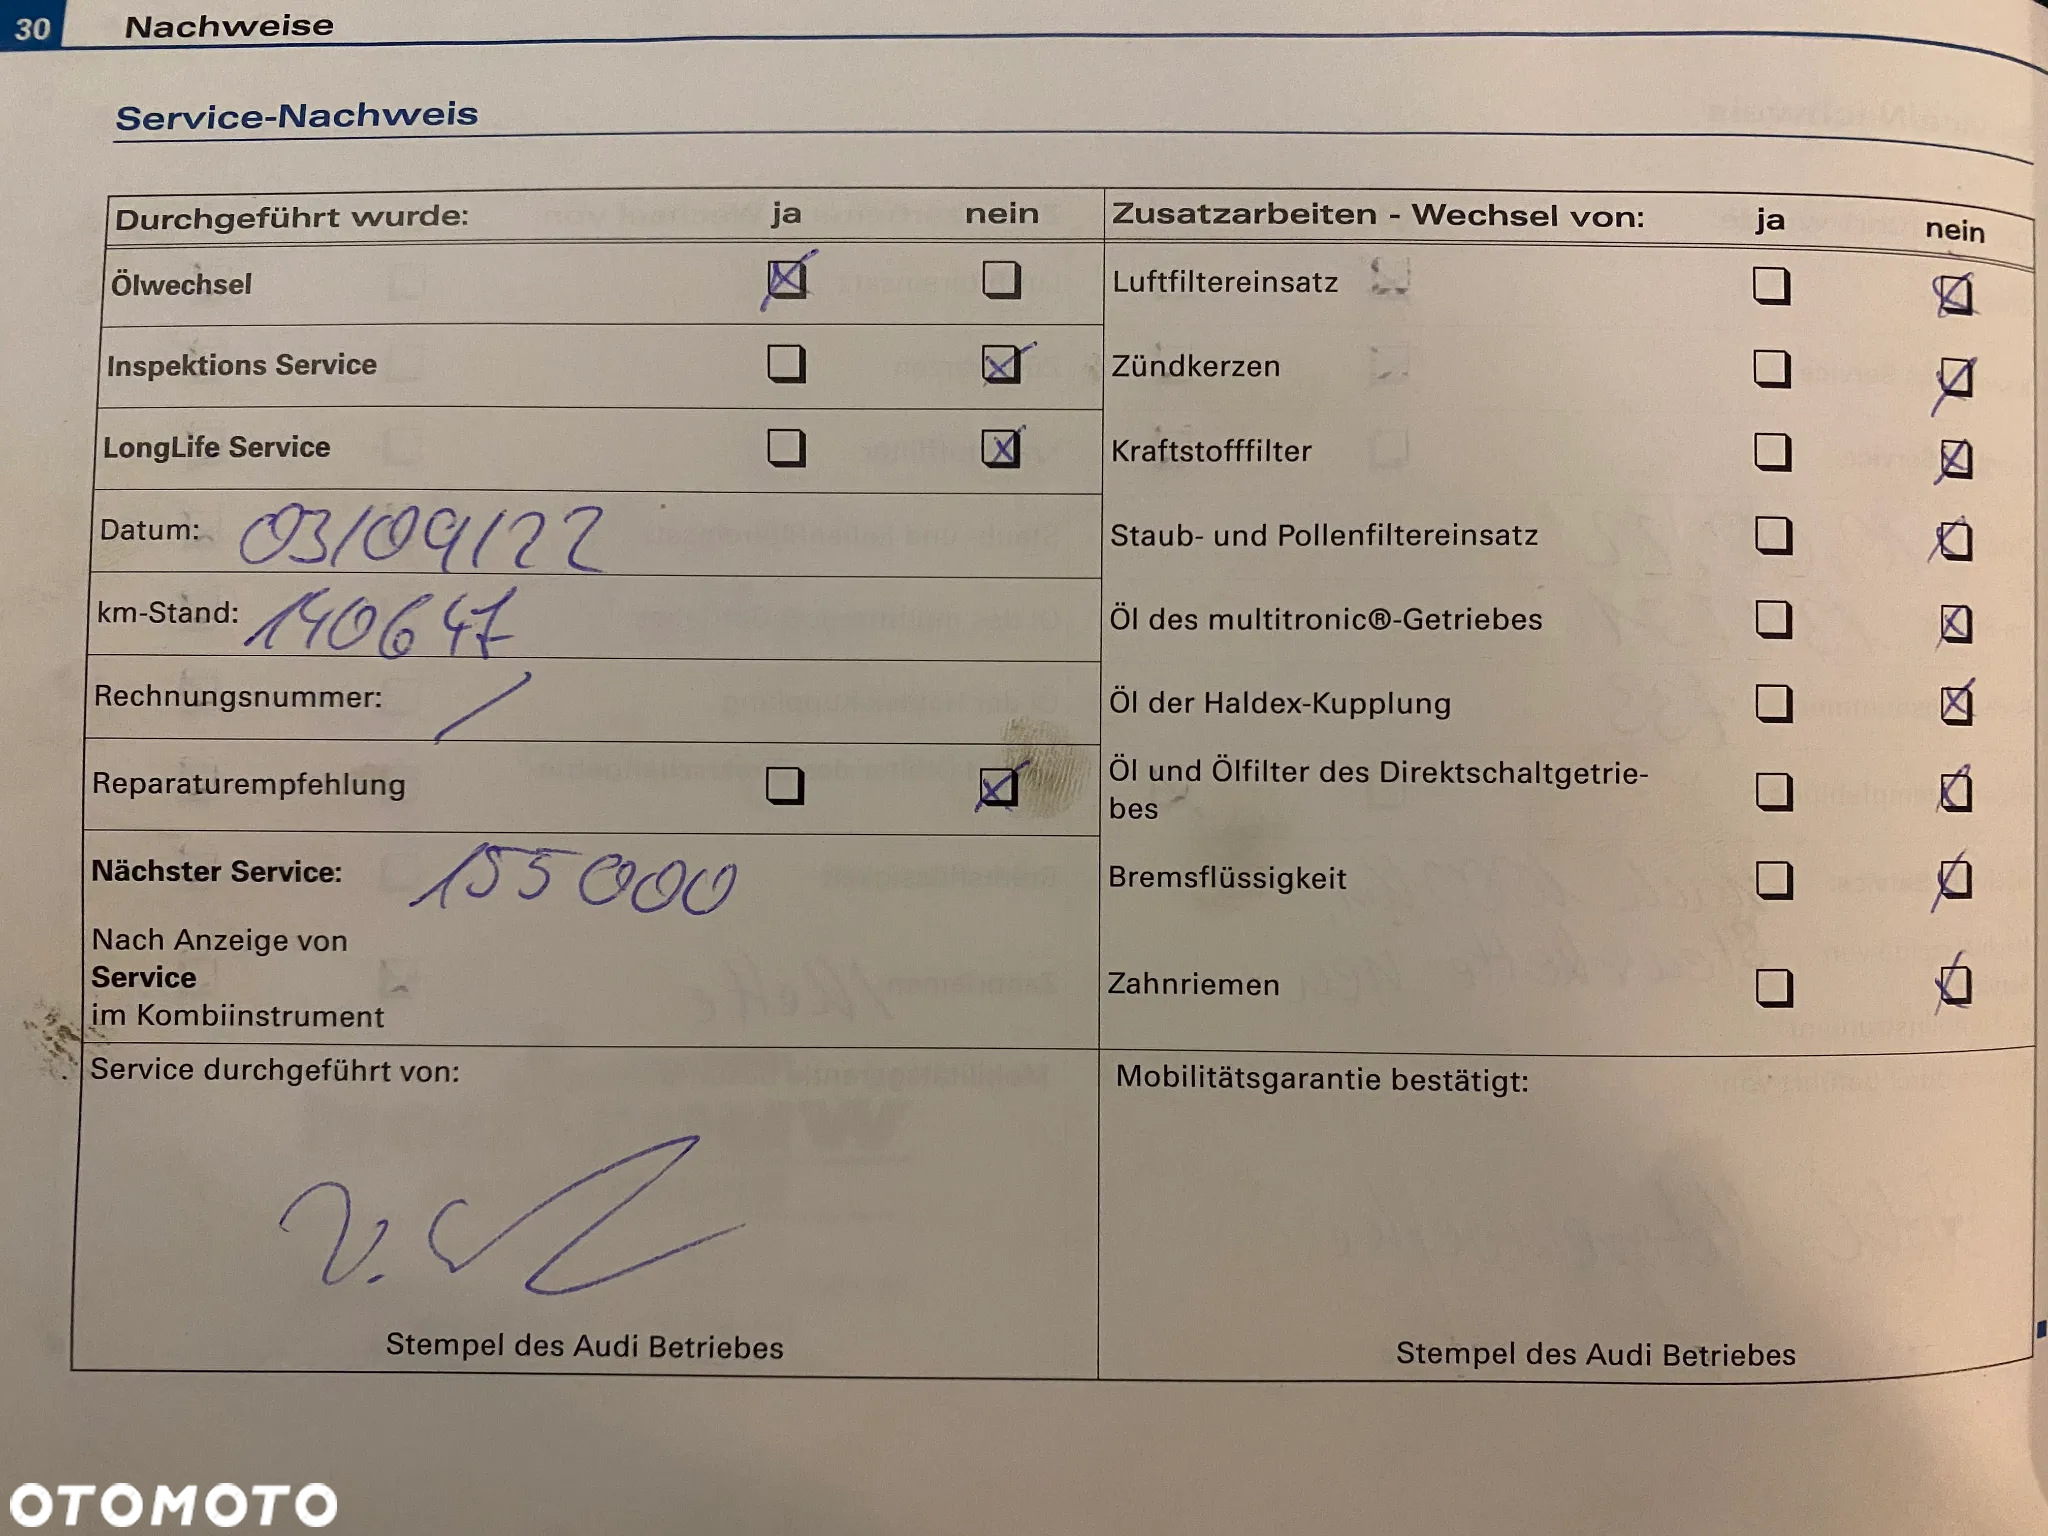 30 Nachweise
Service-Nachweis
Durchgeführt wurde: ja nein
Ölwechsel
Inspektions Service
LongLife Service
Datum: 03/09/22
km-Stand: 140647
Rechnungsnummer: /
Reparaturempfehlung
Nächster Service: 155000
Nach Anzeige von
Service
im Kombiinstrument
Service durchgeführt von:
Stempel des Audi Betriebes
Zusatzarbeiten - Wechsel von: ja nein
Luftfiltereinsatz
Zündkerzen
Kraftstofffilter
Staub- und Pollenfiltereinsatz
Öl des multitronic®-Getriebes
Öl der Haldex-Kupplung
Öl und Ölfilter des Direktschaltgetrie-
bes
Bremsflüssigkeit
Zahnriemen
Mobilitätsgarantie bestätigt:
Stempel des Audi Betriebes
OTOMOTO